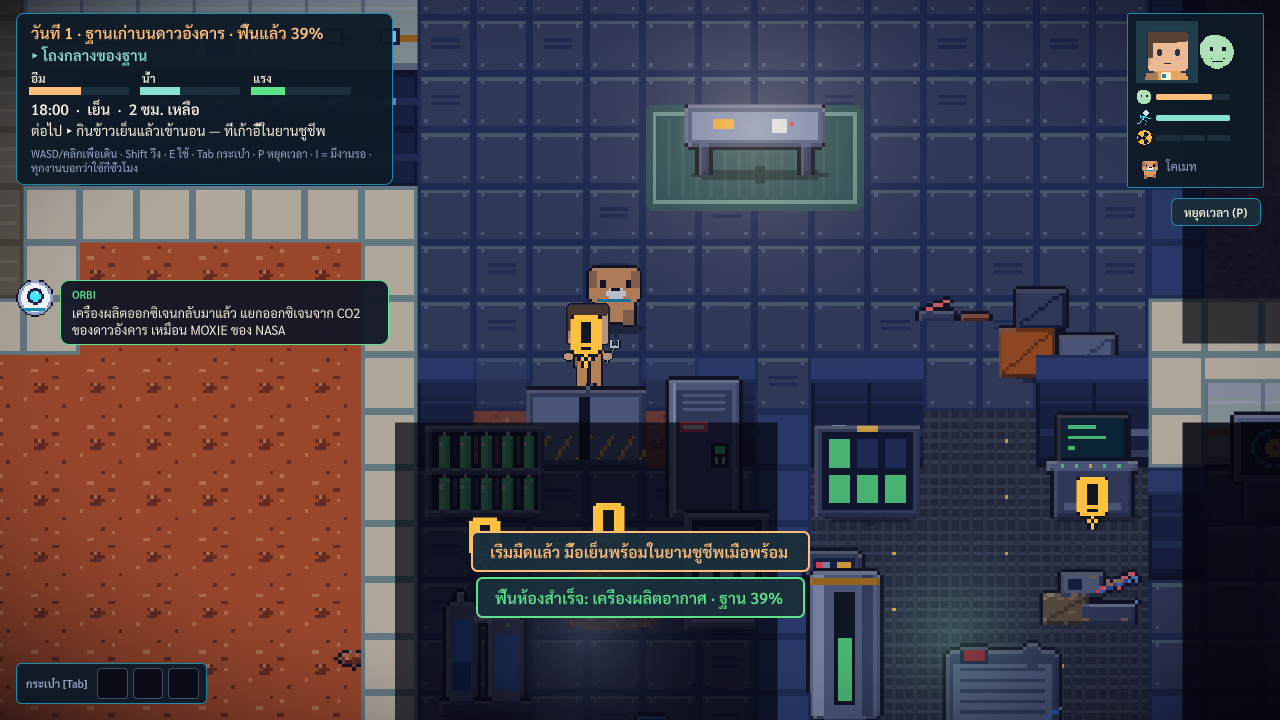 วันที่ 1 · ฐานเก่าบนดาวอังคาร · ฟื้นแล้ว 39%
‣ โถงกลางของฐาน
อิ่ม น้ำ แรง
18:00 · เย็น · 2 ชม. เหลือ
ต่อไป ‣ กินข้าวเย็นแล้วเข้านอน — ที่เก้าอี้ในยานชูชีพ
WASD/คลิกเพื่อเดิน · Shift วิ่ง · E ใช้ · Tab กระเป๋า · P หยุดเวลา · ! = มีงานรอ ·
ทุกงานบอกว่าใช้กี่ชั่วโมง
โคเมท
หยุดเวลา (P)
ORBI
เครื่องผลิตออกซิเจนกลับมาแล้ว แยกออกซิเจนจาก CO2
ของดาวอังคาร เหมือน MOXIE ของ NASA
เริ่มมืดแล้ว มื้อเย็นพร้อมในยานชูชีพเมื่อพร้อม
ฟื้นห้องสำเร็จ: เครื่องผลิตอากาศ · ฐาน 39%
กระเป๋า [Tab]